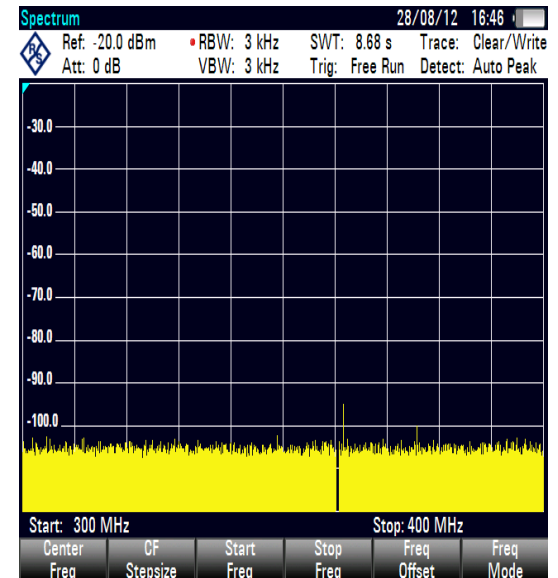 Spectrum 28/08/12 16:46
Ref: -20.0 dBm • RBW: 3 kHz SWT: 8.68 s Trace: Clear/Write
Att: 0 dB VBW: 3 kHz Trig: Free Run Detect: Auto Peak
-30.0
-40.0
-50.0
-60.0
-70.0
-80.0
-90.0
-100.0
Start: 300 MHz Stop: 400 MHz
Center CF Start Stop Freq Freq
Freq Stepsize Freq Freq Offset Mode